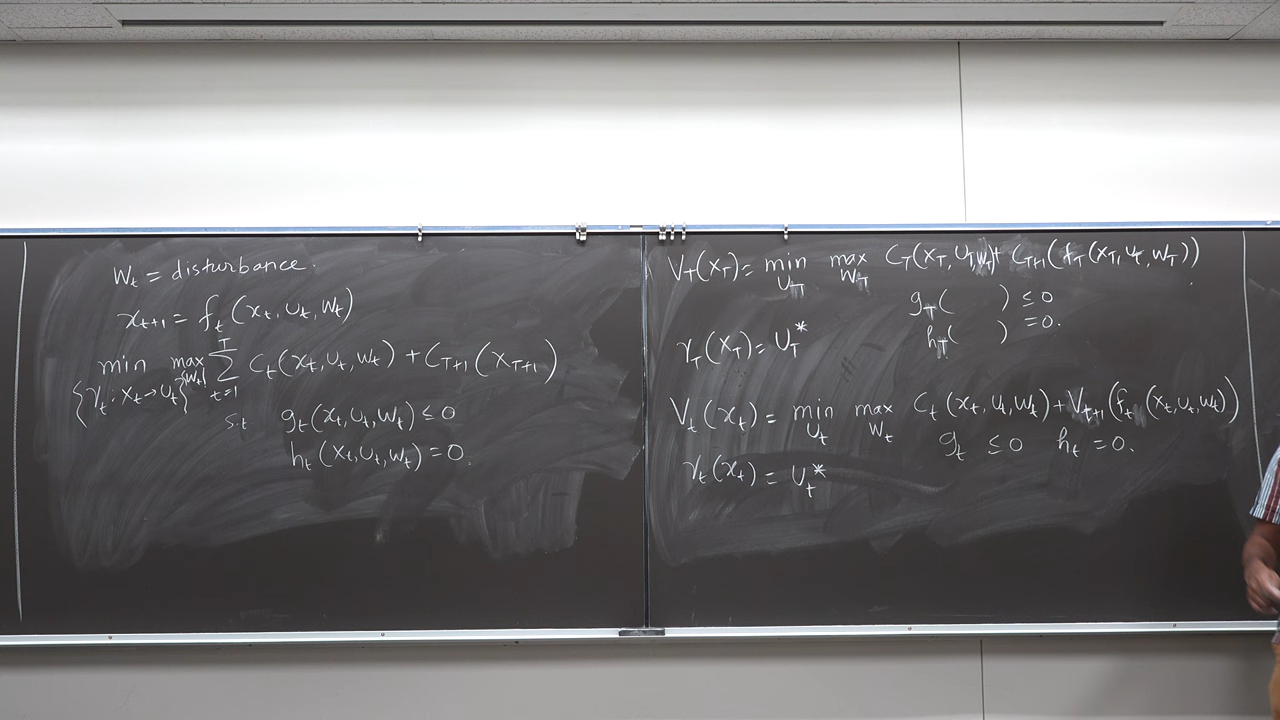 w_t = disturbance.
x_{t+1} = f_t(x_t, u_t, w_t)
min max Σ_{t=1}^{T} C_t(x_t, u_t, w_t) + C_{T+1}(x_{T+1})
{γ_t : x_t → u_t} {w_t}
s.t g_t(x_t, u_t, w_t) ≤ 0
h_t(x_t, u_t, w_t) = 0.
V_T(x_T) = min_{u_T} max_{w_T} C_T(x_T, u_T, w_T) + C_{T+1}(f_T(x_T, u_T, w_T))
g_T( ) ≤ 0
h_T( ) = 0.
γ_T(x_T) = u_T^*
V_t(x_t) = min_{u_t} max_{w_t} C_t(x_t, u_t, w_t) + V_{t+1}(f_t(x_t, u_t, w_t))
g_t ≤ 0 h_t = 0.
γ_t(x_t) = u_t^*